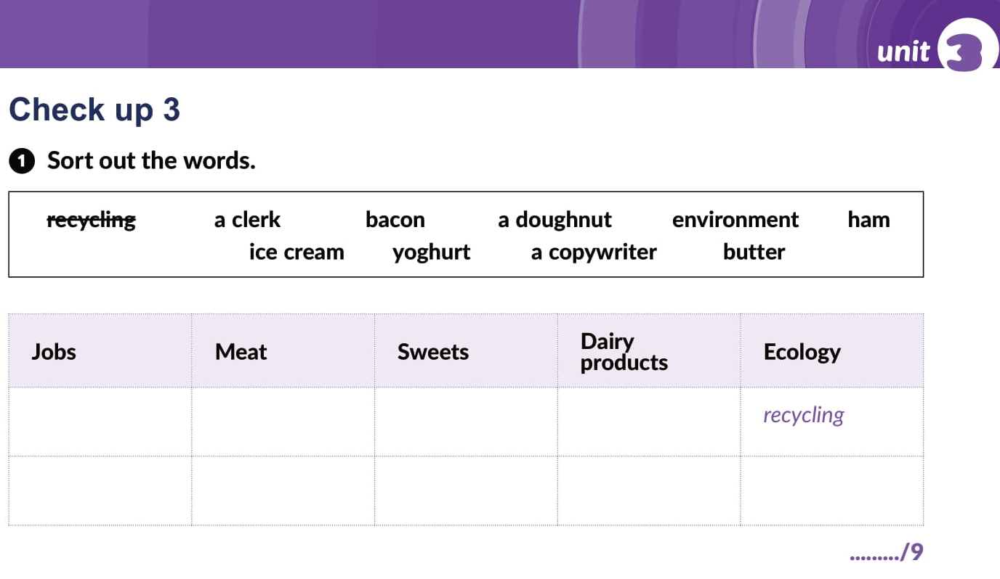 unit 3
Check up 3
1 Sort out the words.
recycling a clerk bacon a doughnut environment ham
ice cream yoghurt a copywriter butter
Jobs Meat Sweets Dairy products Ecology
recycling
........./9